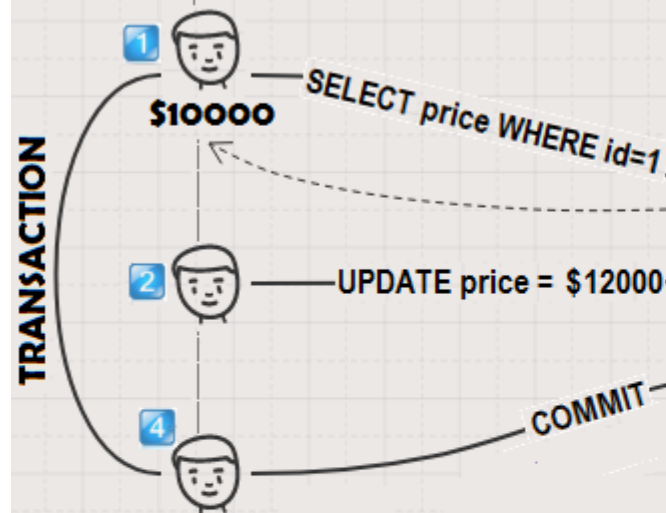 1
SELECT price WHERE id=1
$10000
TRANSACTION
2
UPDATE price = $12000
4
COMMIT